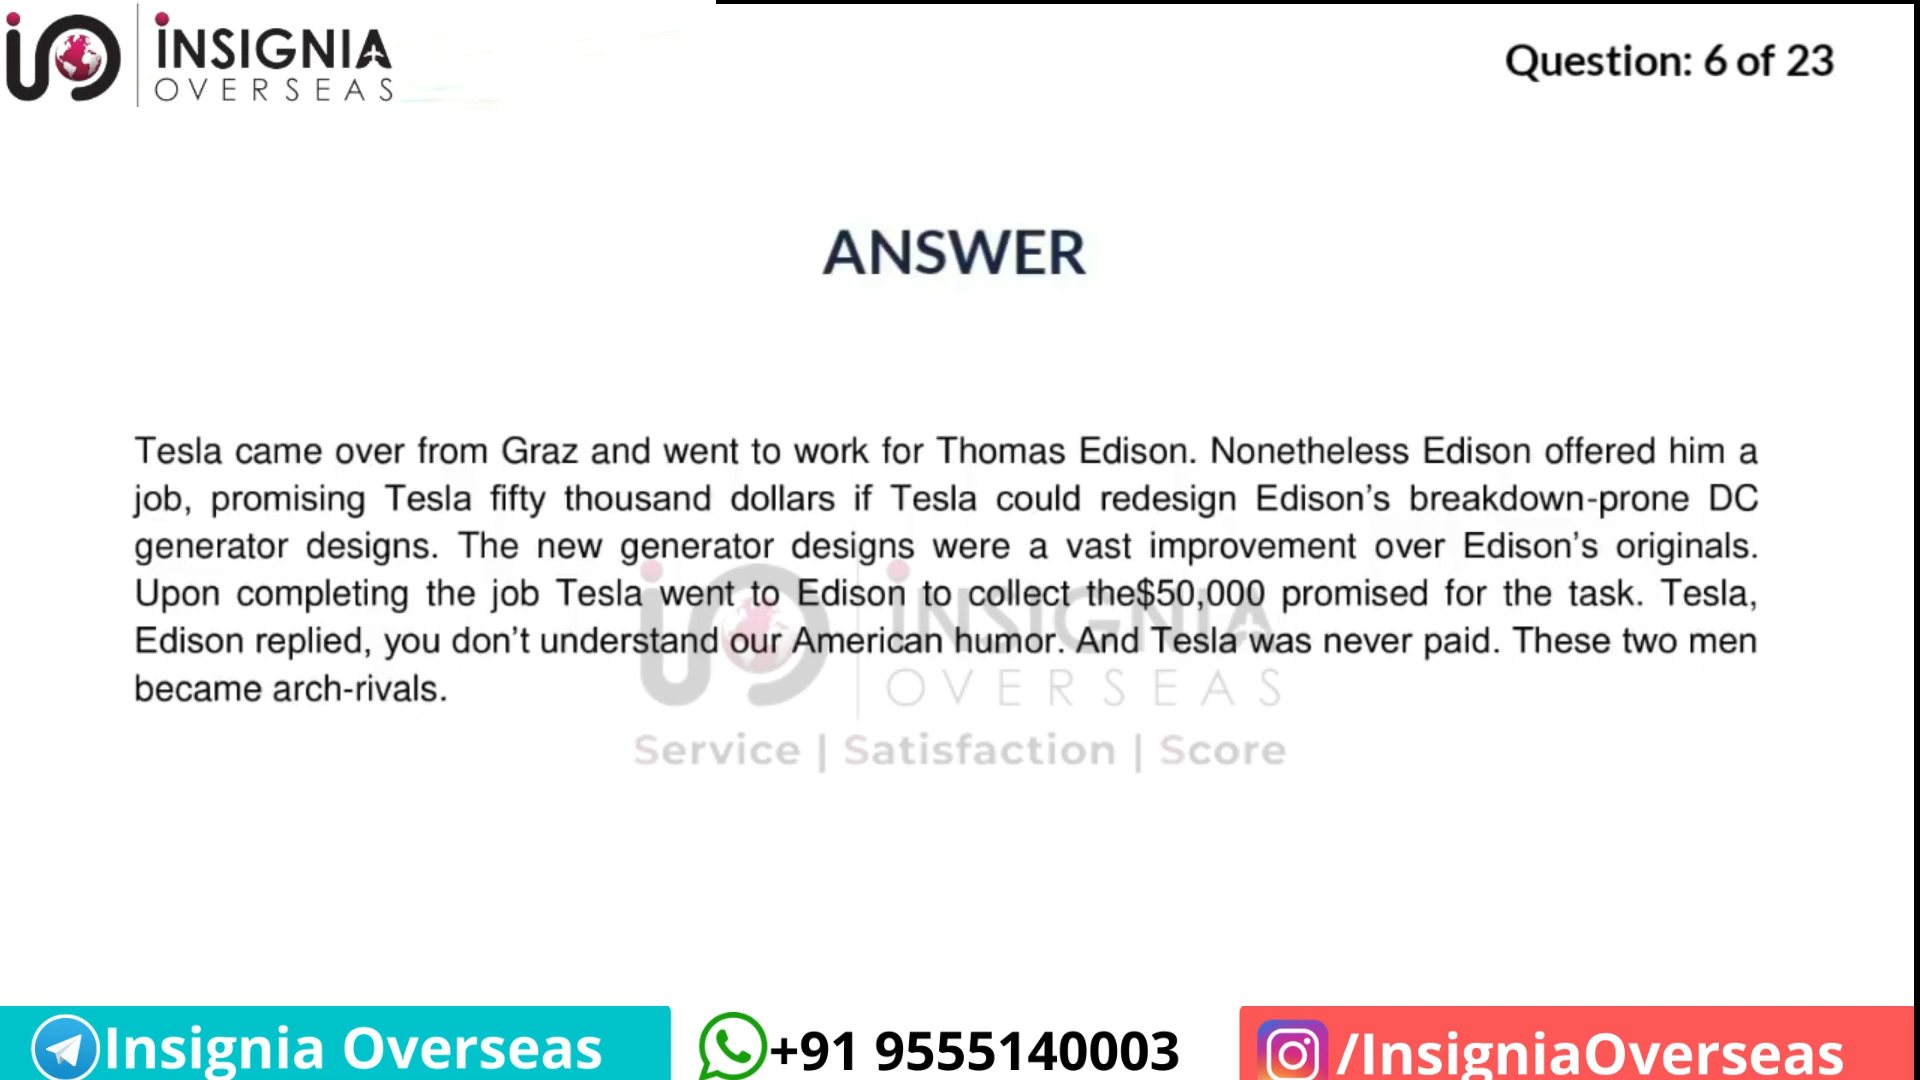 INSIGNIA
OVERSEAS
Question: 6 of 23
ANSWER
Tesla came over from Graz and went to work for Thomas Edison. Nonetheless Edison offered him a
job, promising Tesla fifty thousand dollars if Tesla could redesign Edison’s breakdown-prone DC
generator designs. The new generator designs were a vast improvement over Edison’s originals.
Upon completing the job Tesla went to Edison to collect the$50,000 promised for the task. Tesla,
Edison replied, you don’t understand our American humor. And Tesla was never paid. These two men
became arch-rivals.
INSIGNIA
OVERSEAS
Service | Satisfaction | Score
Insignia Overseas
+91 9555140003
/InsigniaOverseas